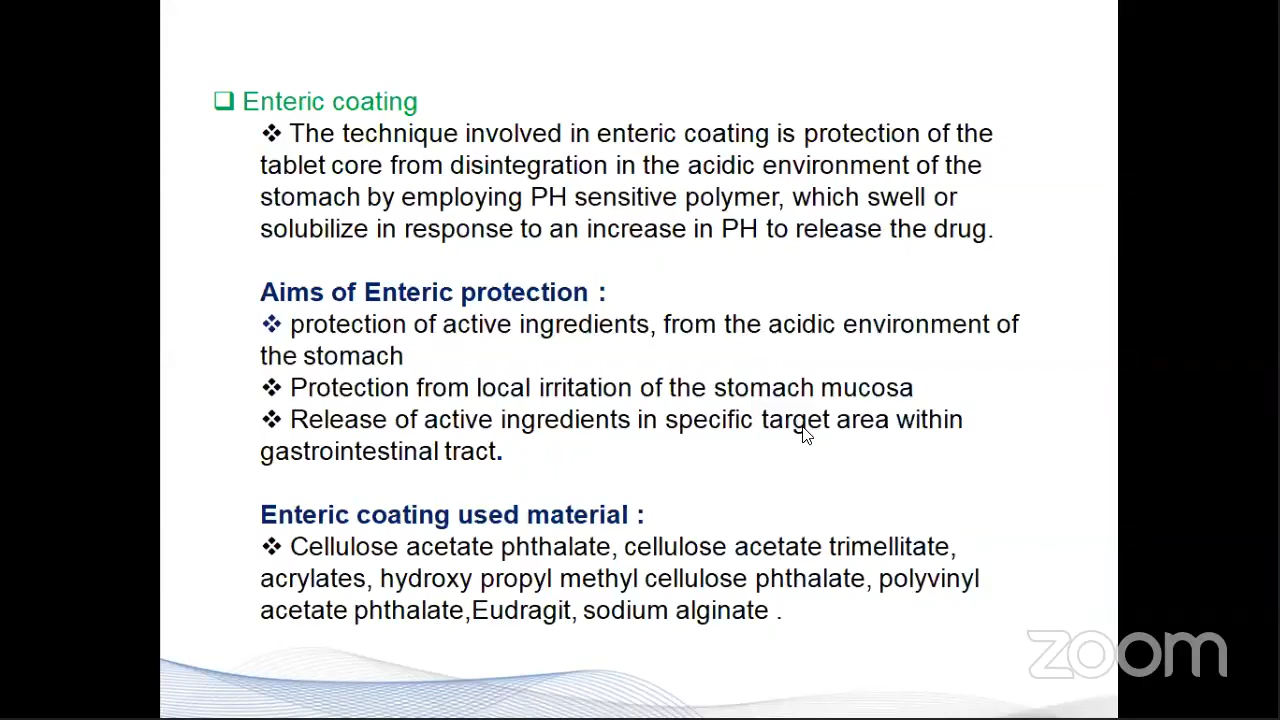 Enteric coating
The technique involved in enteric coating is protection of the
tablet core from disintegration in the acidic environment of the
stomach by employing PH sensitive polymer, which swell or
solubilize in response to an increase in PH to release the drug.
Aims of Enteric protection :
protection of active ingredients, from the acidic environment of
the stomach
Protection from local irritation of the stomach mucosa
Release of active ingredients in specific target area within
gastrointestinal tract.
Enteric coating used material :
Cellulose acetate phthalate, cellulose acetate trimellitate,
acrylates, hydroxy propyl methyl cellulose phthalate, polyvinyl
acetate phthalate,Eudragit, sodium alginate .
zoom